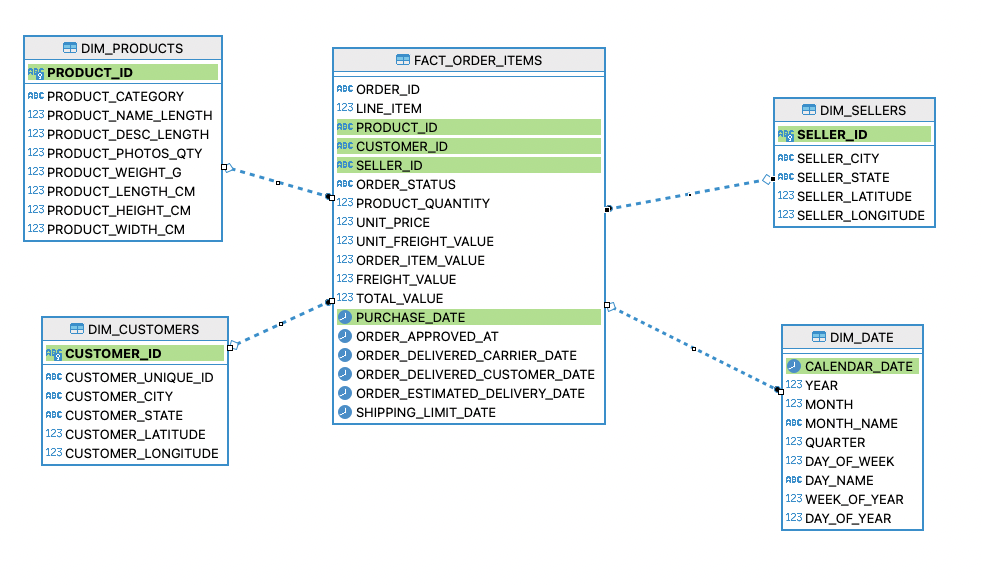 DIM_PRODUCTS
ABC PRODUCT_ID
ABC PRODUCT_CATEGORY
123 PRODUCT_NAME_LENGTH
123 PRODUCT_DESC_LENGTH
123 PRODUCT_PHOTOS_QTY
123 PRODUCT_WEIGHT_G
123 PRODUCT_LENGTH_CM
123 PRODUCT_HEIGHT_CM
123 PRODUCT_WIDTH_CM
DIM_CUSTOMERS
ABC CUSTOMER_ID
ABC CUSTOMER_UNIQUE_ID
ABC CUSTOMER_CITY
ABC CUSTOMER_STATE
123 CUSTOMER_LATITUDE
123 CUSTOMER_LONGITUDE
FACT_ORDER_ITEMS
ABC ORDER_ID
123 LINE_ITEM
ABC PRODUCT_ID
ABC CUSTOMER_ID
ABC SELLER_ID
ABC ORDER_STATUS
123 PRODUCT_QUANTITY
123 UNIT_PRICE
123 UNIT_FREIGHT_VALUE
123 ORDER_ITEM_VALUE
123 FREIGHT_VALUE
123 TOTAL_VALUE
PURCHASE_DATE
ORDER_APPROVED_AT
ORDER_DELIVERED_CARRIER_DATE
ORDER_DELIVERED_CUSTOMER_DATE
ORDER_ESTIMATED_DELIVERY_DATE
SHIPPING_LIMIT_DATE
DIM_SELLERS
ABC SELLER_ID
ABC SELLER_CITY
ABC SELLER_STATE
123 SELLER_LATITUDE
123 SELLER_LONGITUDE
DIM_DATE
CALENDAR_DATE
123 YEAR
123 MONTH
ABC MONTH_NAME
123 QUARTER
123 DAY_OF_WEEK
ABC DAY_NAME
123 WEEK_OF_YEAR
123 DAY_OF_YEAR